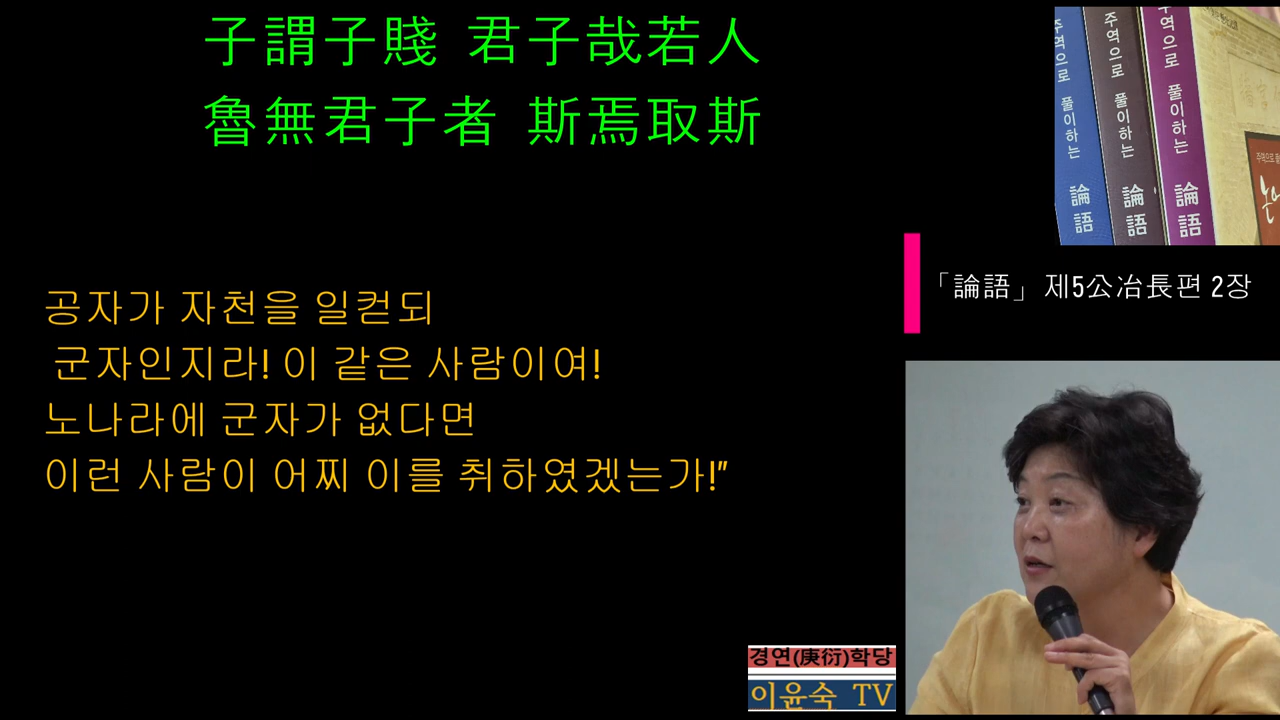 子謂子賤 君子哉若人
魯無君子者 斯焉取斯
공자가 자천을 일컫되
군자인지라! 이 같은 사람이여!
노나라에 군자가 없다면
이런 사람이 어찌 이를 취하였겠는가!"
주역으로 풀이하는 論語
주역으로 풀이하는 論語
주역으로 풀이하는 論語
「論語」 제5公冶長편 2장
경연(庚衍)학당
이윤숙 TV